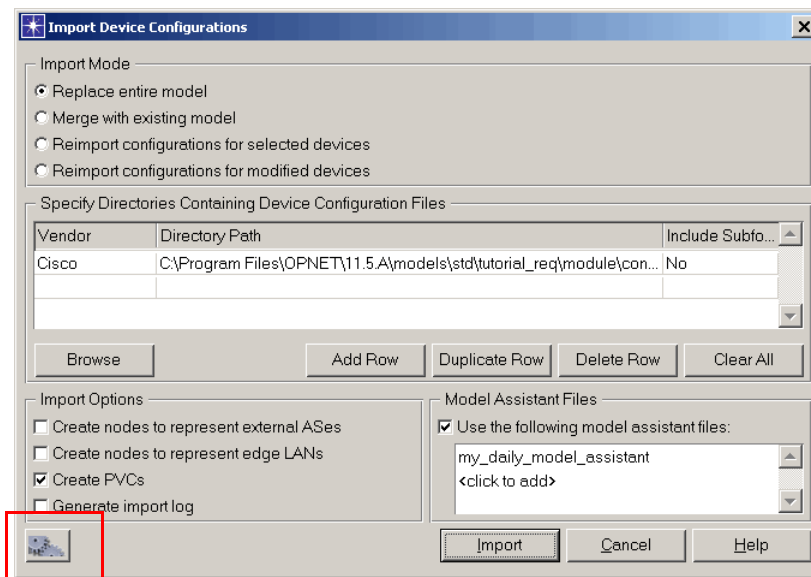 Import Device Configurations
Import Mode
Replace entire model
Merge with existing model
Reimport configurations for selected devices
Reimport configurations for modified devices
Specify Directories Containing Device Configuration Files
Vendor Directory Path Include Subfo...
Cisco C:\Program Files\OPNET\11.5.A\models\std\tutorial_req\module\con... No
Browse Add Row Duplicate Row Delete Row Clear All
Import Options
Create nodes to represent external ASes
Create nodes to represent edge LANs
Create PVCs
Generate import log
Model Assistant Files
Use the following model assistant files:
my_daily_model_assistant
<click to add>
Import Cancel Help